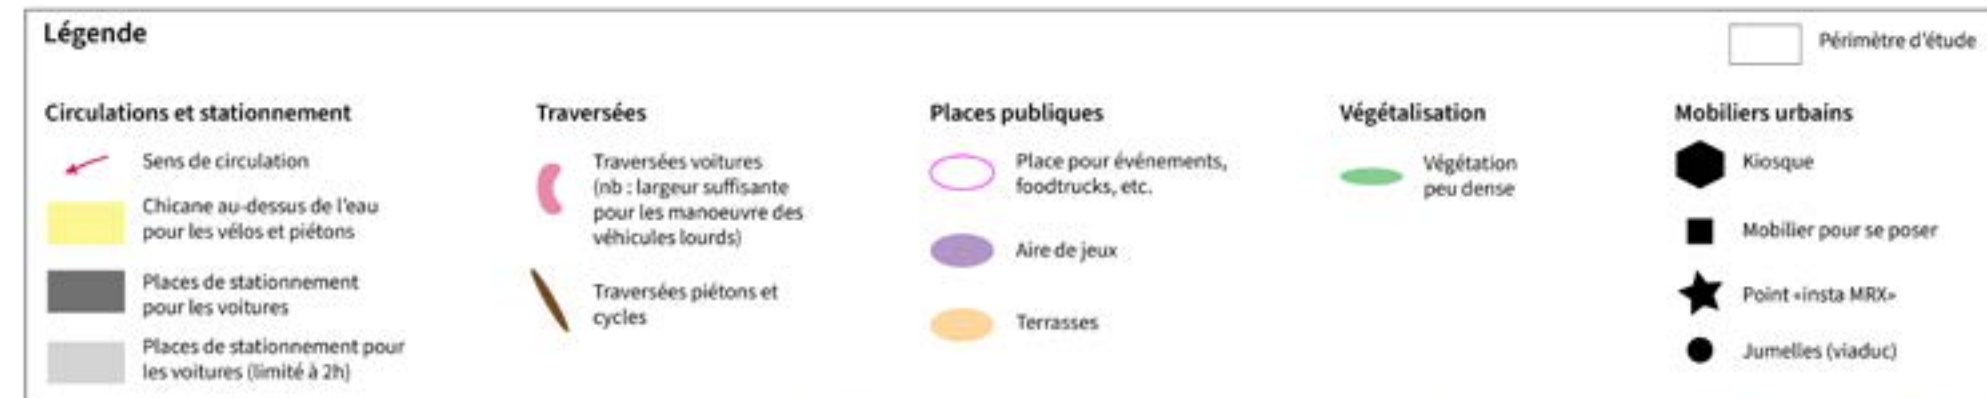 Légende
Périmètre d'étude
Circulations et stationnement
Sens de circulation
Chicane au-dessus de l'eau
pour les vélos et piétons
Places de stationnement
pour les voitures
Places de stationnement pour
les voitures (limité à 2h)
Traversées
Traversées voitures
(nb : largeur suffisante
pour les manoeuvre des
véhicules lourds)
Traversées piétons et
cycles
Places publiques
Place pour événements,
foodtrucks, etc.
Aire de jeux
Terrasses
Végétalisation
Végétation
peu dense
Mobiliers urbains
Kiosque
Mobilier pour se poser
Point «insta MRX»
Jumelles (viaduc)